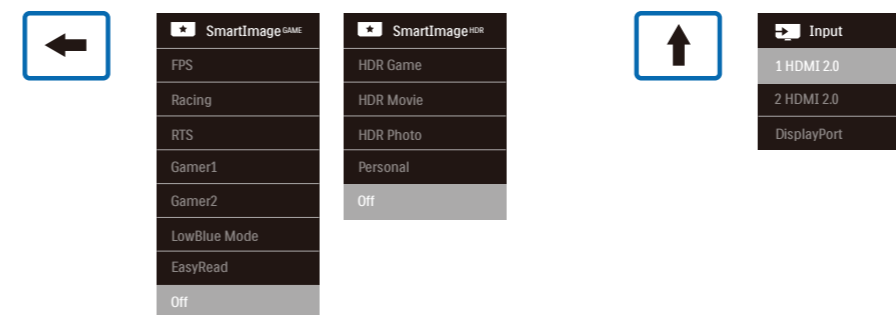 SmartImage GAME
FPS
Racing
RTS
Gamer1
Gamer2
LowBlue Mode
EasyRead
Off
SmartImage HDR
HDR Game
HDR Movie
HDR Photo
Personal
Off
Input
1 HDMI 2.0
2 HDMI 2.0
DisplayPort